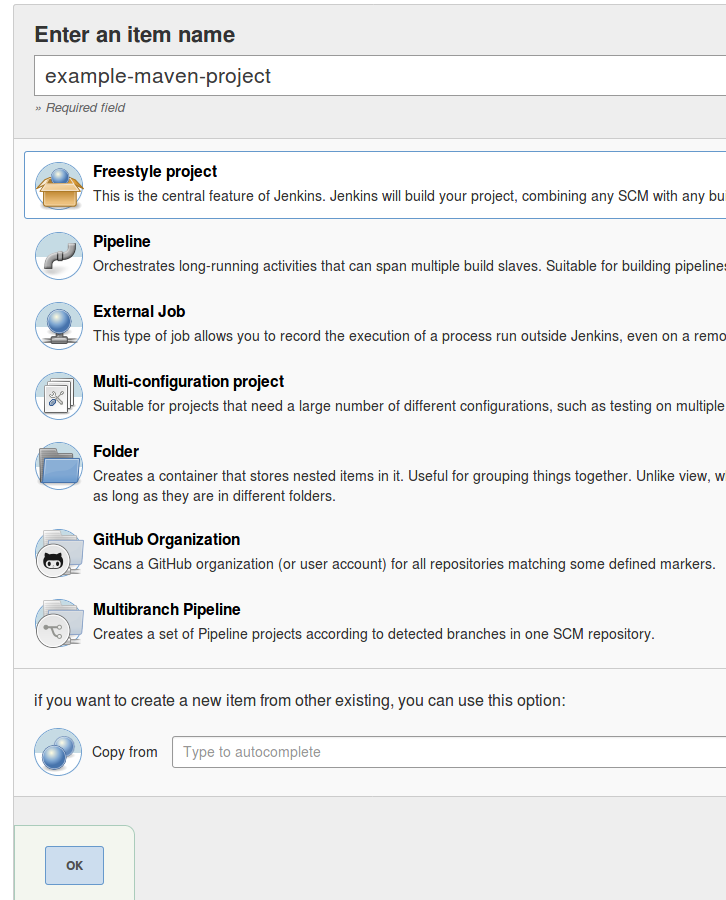 Enter an item name
example-maven-project
» Required field
Freestyle project
This is the central feature of Jenkins. Jenkins will build your project, combining any SCM with any bu
Pipeline
Orchestrates long-running activities that can span multiple build slaves. Suitable for building pipelines
External Job
This type of job allows you to record the execution of a process run outside Jenkins, even on a remo
Multi-configuration project
Suitable for projects that need a large number of different configurations, such as testing on multiple
Folder
Creates a container that stores nested items in it. Useful for grouping things together. Unlike view, w
as long as they are in different folders.
GitHub Organization
Scans a GitHub organization (or user account) for all repositories matching some defined markers.
Multibranch Pipeline
Creates a set of Pipeline projects according to detected branches in one SCM repository.
if you want to create a new item from other existing, you can use this option:
Copy from
Type to autocomplete
OK